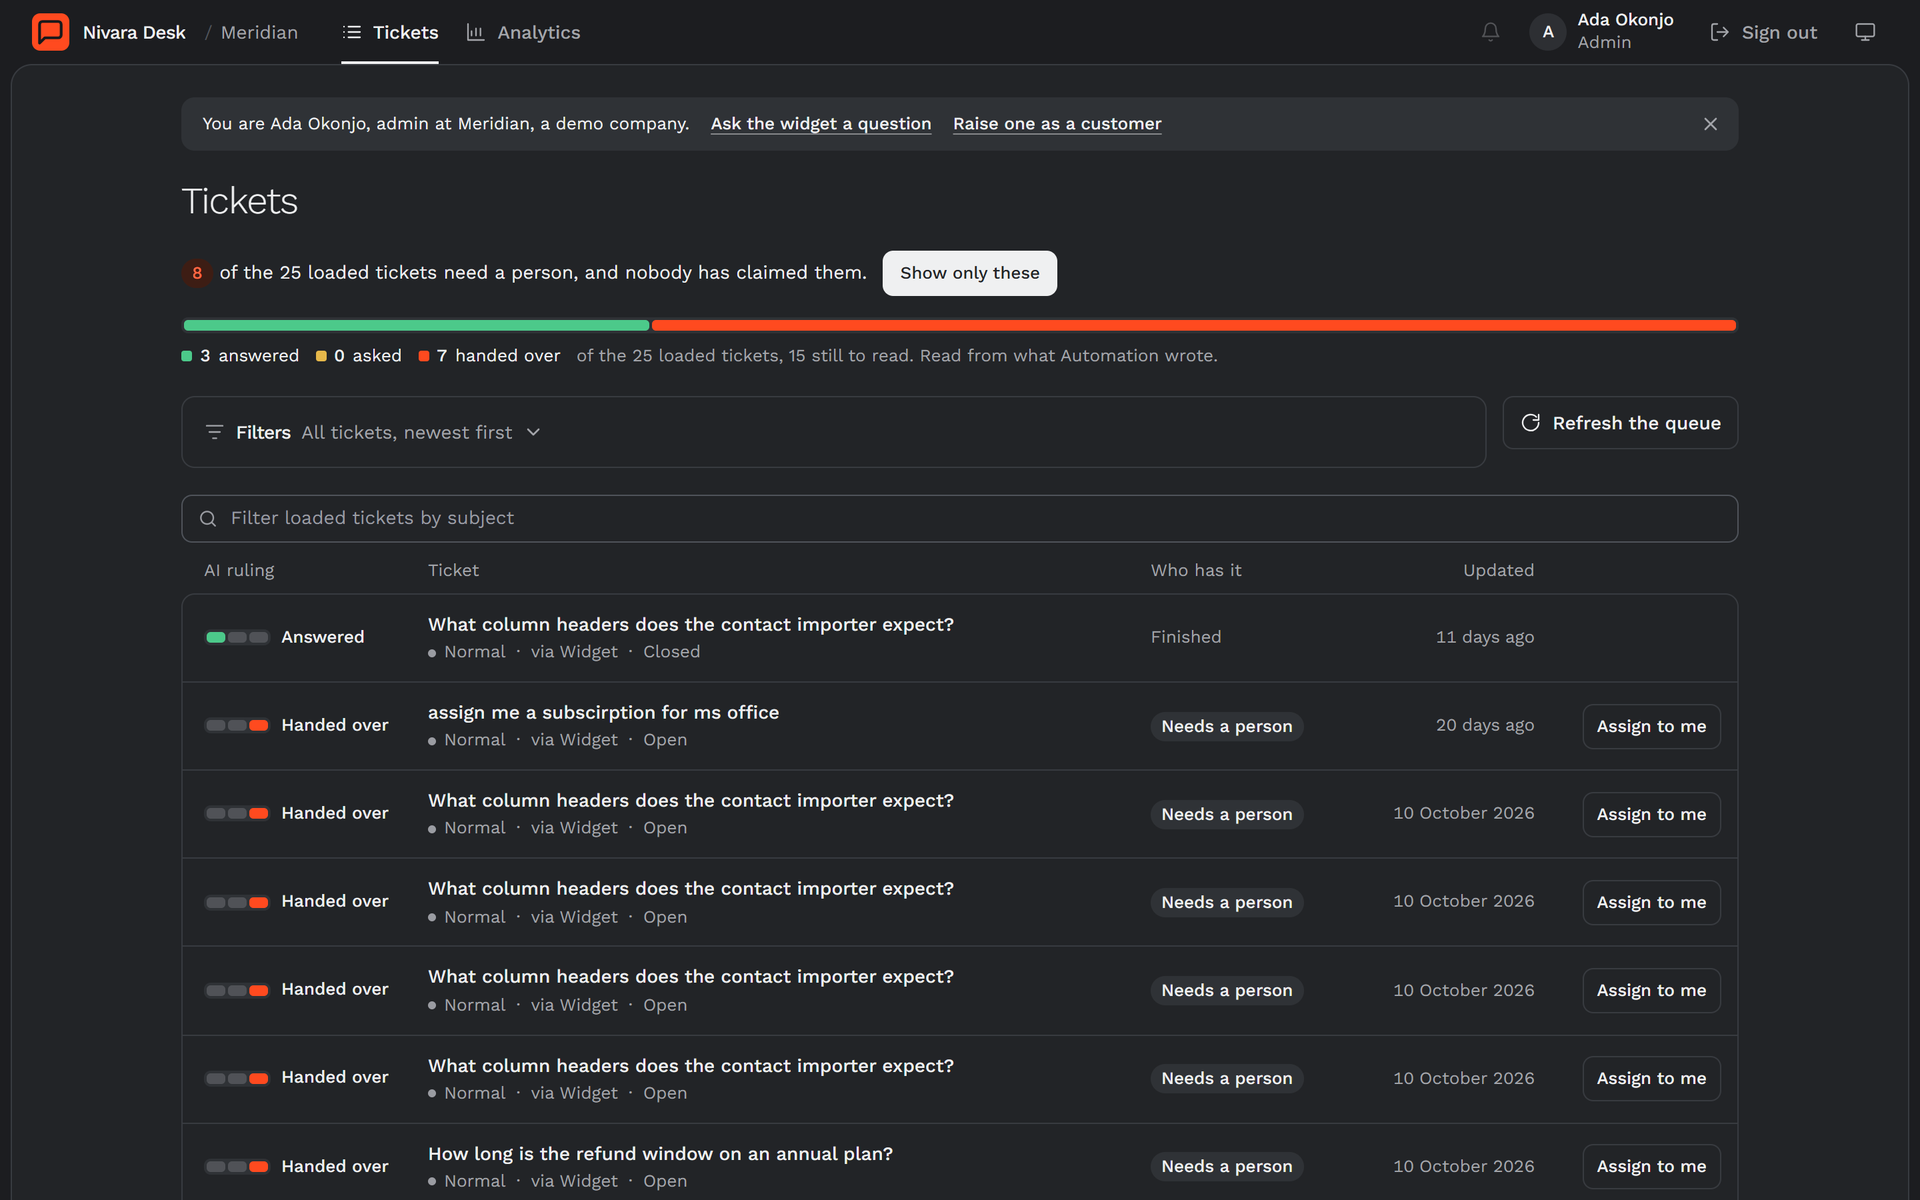 Nivara Desk / Meridian Tickets Analytics A Ada Okonjo Admin Sign out
You are Ada Okonjo, admin at Meridian, a demo company. Ask the widget a question Raise one as a customer
Tickets
8 of the 25 loaded tickets need a person, and nobody has claimed them. Show only these
3 answered 0 asked 7 handed over of the 25 loaded tickets, 15 still to read. Read from what Automation wrote.
Filters All tickets, newest first Refresh the queue
Filter loaded tickets by subject
AI ruling Ticket Who has it Updated
Answered What column headers does the contact importer expect? Finished 11 days ago
Normal · via Widget · Closed
Handed over assign me a subscirption for ms office Needs a person 20 days ago Assign to me
Normal · via Widget · Open
Handed over What column headers does the contact importer expect? Needs a person 10 October 2026 Assign to me
Normal · via Widget · Open
Handed over What column headers does the contact importer expect? Needs a person 10 October 2026 Assign to me
Normal · via Widget · Open
Handed over What column headers does the contact importer expect? Needs a person 10 October 2026 Assign to me
Normal · via Widget · Open
Handed over What column headers does the contact importer expect? Needs a person 10 October 2026 Assign to me
Normal · via Widget · Open
Handed over How long is the refund window on an annual plan? Needs a person 10 October 2026 Assign to me
Normal · via Widget · Open